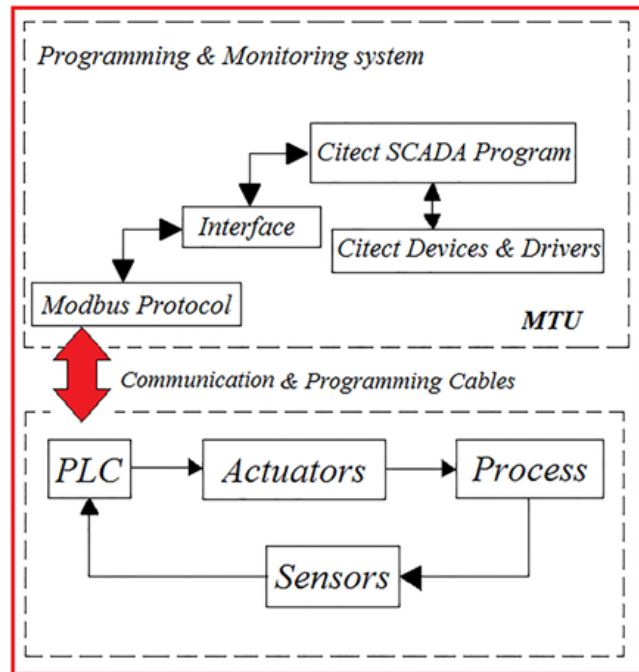 Programming & Monitoring system
Citect SCADA Program
Interface
Citect Devices & Drivers
Modbus Protocol
MTU
Communication & Programming Cables
PLC
Actuators
Process
Sensors